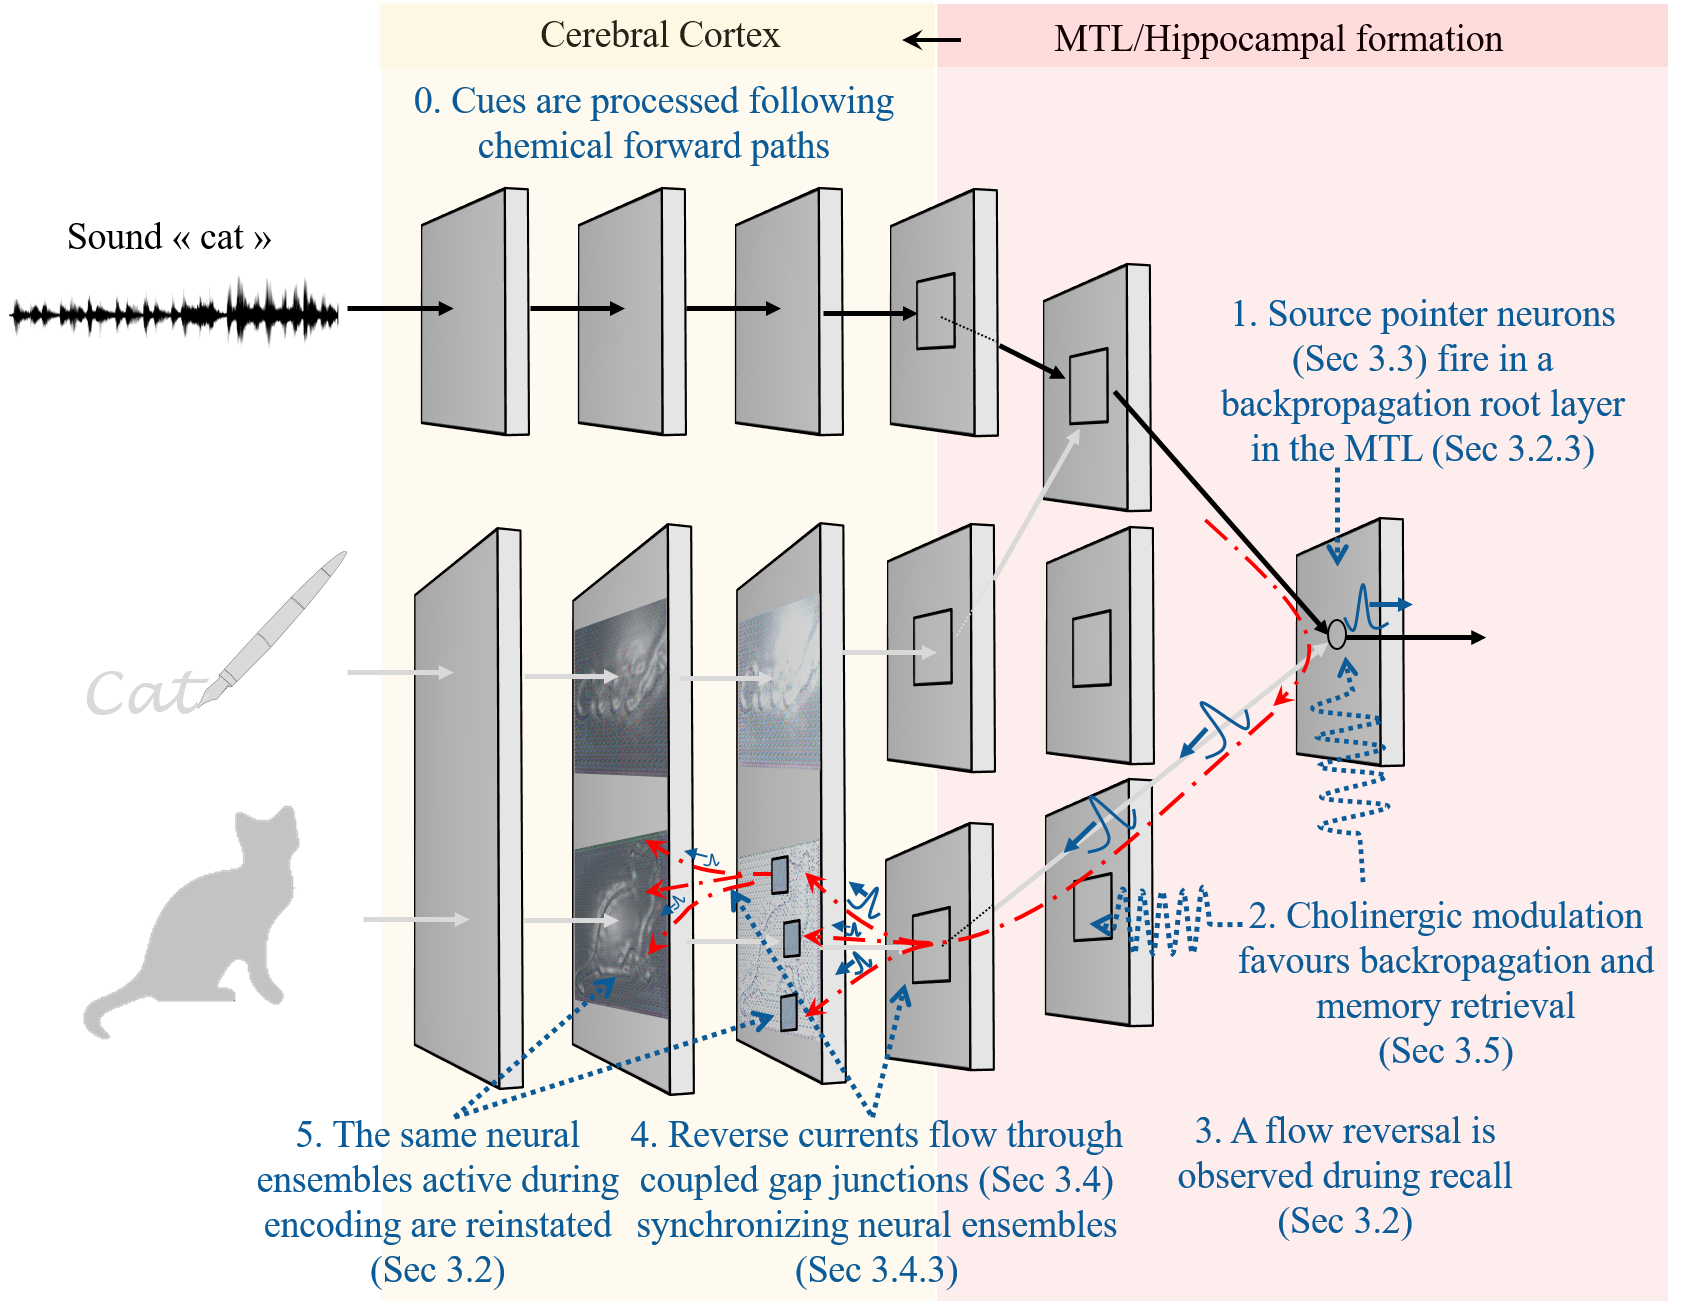 Cerebral Cortex
MTL/Hippocampal formation
0. Cues are processed following
chemical forward paths
Sound « cat »
1. Source pointer neurons
(Sec 3.3) fire in a
backpropagation root layer
in the MTL (Sec 3.2.3)
Cat
2. Cholinergic modulation
favours backropagation and
memory retrieval
(Sec 3.5)
3. A flow reversal is
observed druing recall
(Sec 3.2)
4. Reverse currents flow through
coupled gap junctions (Sec 3.4)
synchronizing neural ensembles
(Sec 3.4.3)
5. The same neural
ensembles active during
encoding are reinstated
(Sec 3.2)